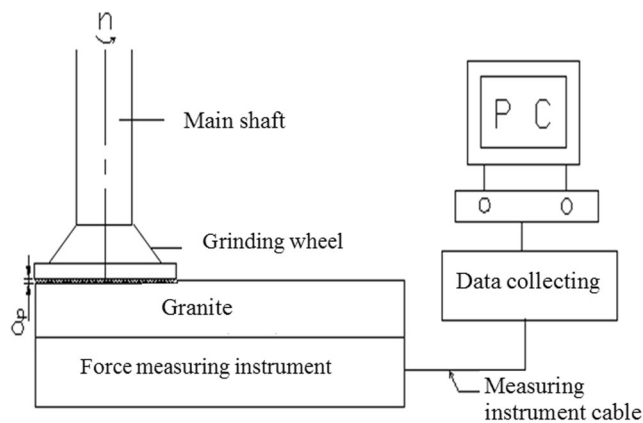 n
Main shaft
P C
Grinding wheel
ap
Granite
Data collecting
Force measuring instrument
Measuring
instrument cable